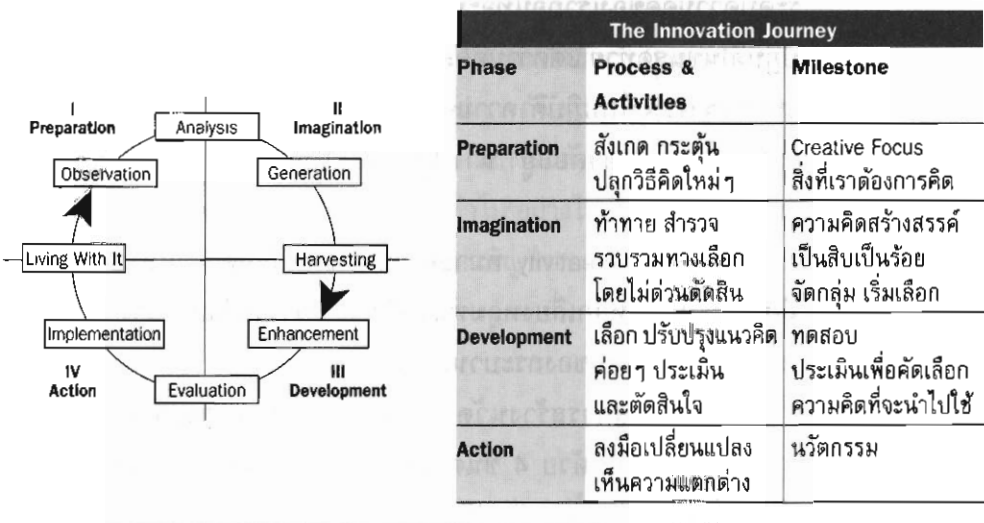 I
Preparation
II
Imagination
Analysis
Observation
Generation
Living With It
Harvesting
Implementation
Enhancement
IV
Action
III
Development
Evaluation
The Innovation Journey
Phase Process & Milestone
Activities
Preparation สังเกต กระตุ้น Creative Focus
ปลุกวิธีคิดใหม่ๆ สิ่งที่เราต้องการคิด
Imagination ท้าทาย สำรวจ ความคิดสร้างสรรค์
รวบรวมทางเลือก เป็นสิบเป็นร้อย
โดยไม่ด่วนตัดสิน จัดกลุ่ม เริ่มเลือก
Development เลือก ปรับปรุงแนวคิด ทดสอบ
ค่อยๆ ประเมิน ประเมินเพื่อคัดเลือก
และตัดสินใจ ความคิดที่จะนำไปใช้
Action ลงมือเปลี่ยนแปลง นวัตกรรม
เห็นความแตกต่าง